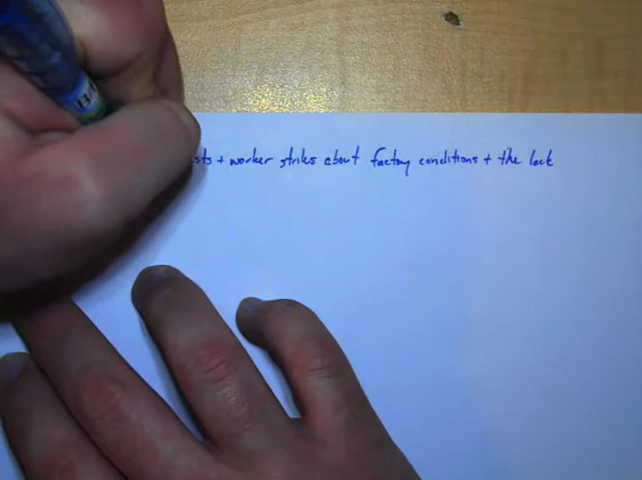 sts + worker strikes about factory conditions + the lack